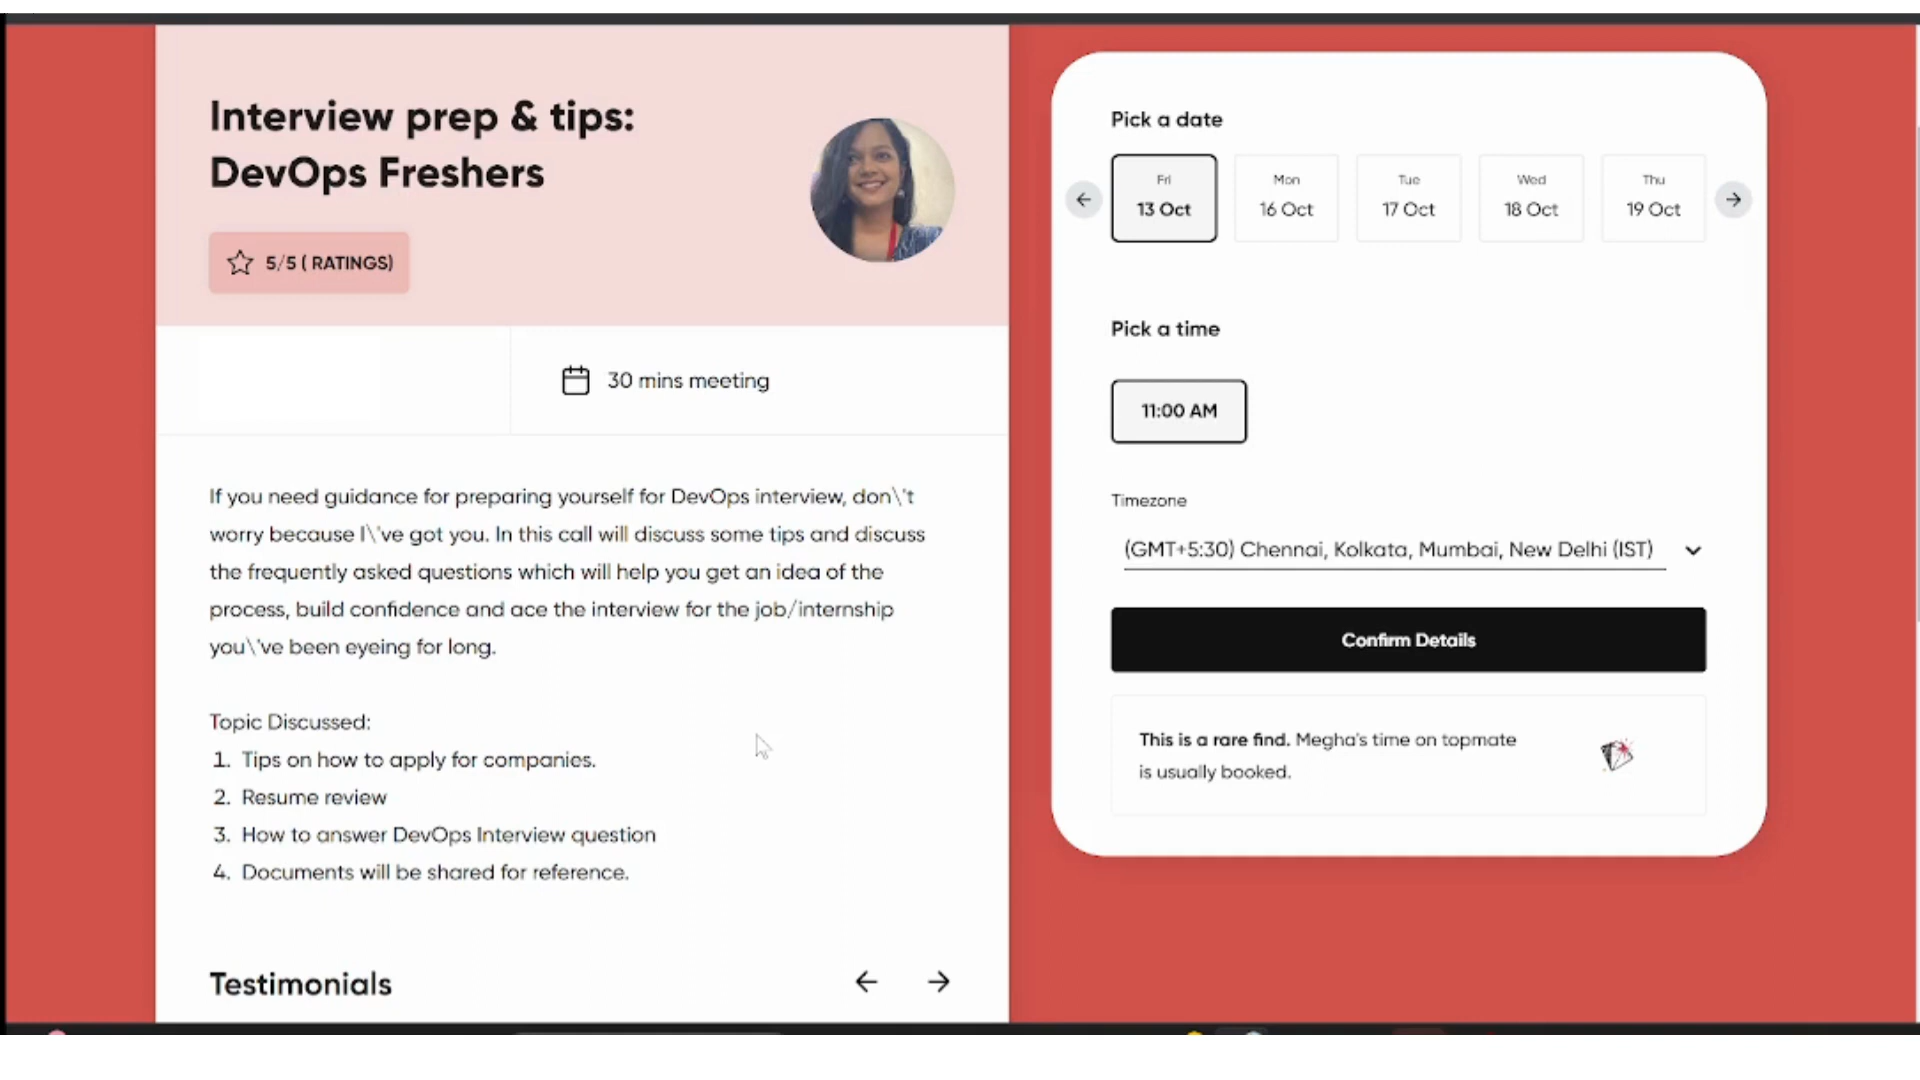 Interview prep & tips:
DevOps Freshers
5/5 ( RATINGS)
30 mins meeting
If you need guidance for preparing yourself for DevOps interview, don\'t
worry because I\'ve got you. In this call will discuss some tips and discuss
the frequently asked questions which will help you get an idea of the
process, build confidence and ace the interview for the job/internship
you\'ve been eyeing for long.
Topic Discussed:
1. Tips on how to apply for companies.
2. Resume review
3. How to answer DevOps Interview question
4. Documents will be shared for reference.
Testimonials
Pick a date
Fri
13 Oct
Mon
16 Oct
Tue
17 Oct
Wed
18 Oct
Thu
19 Oct
Pick a time
11:00 AM
Timezone
(GMT+5:30) Chennai, Kolkata, Mumbai, New Delhi (IST)
Confirm Details
This is a rare find. Megha's time on topmate
is usually booked.